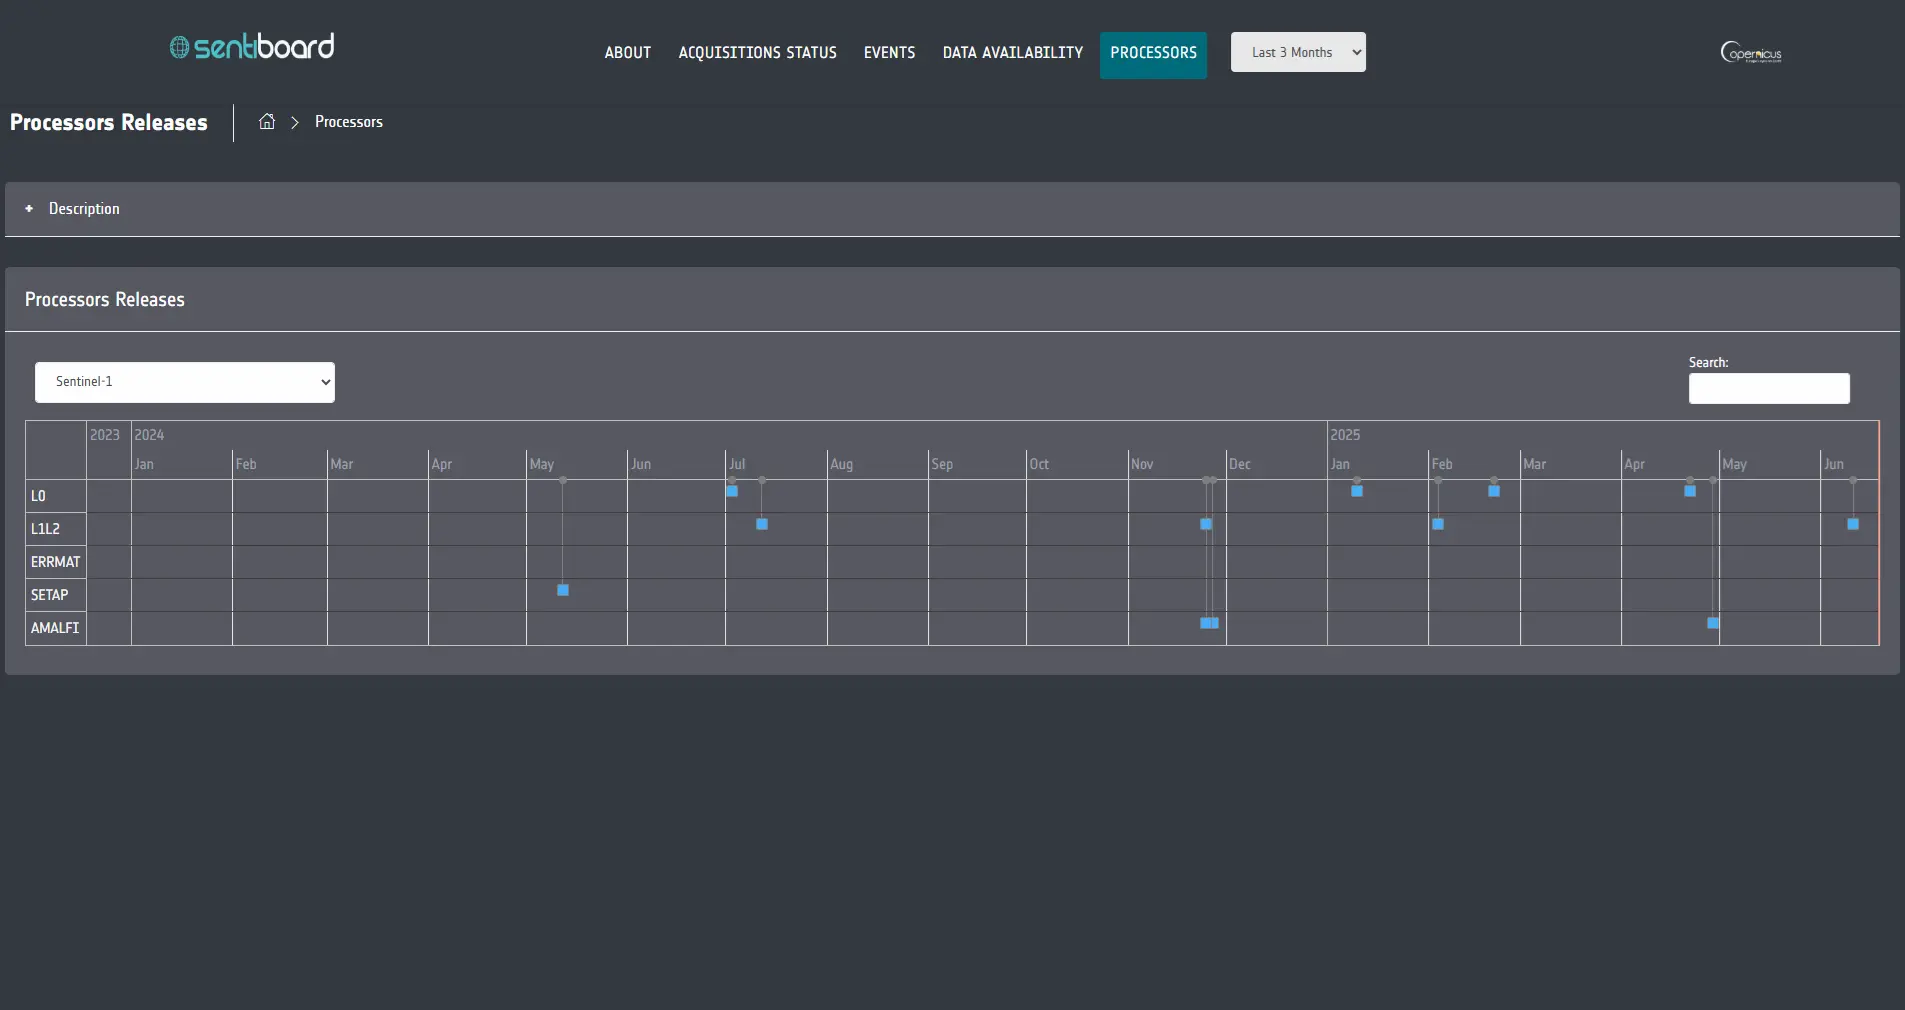 sentiboard
ABOUT ACQUISITIONS STATUS EVENTS DATA AVAILABILITY PROCESSORS Last 3 Months
opernicus
Processors Releases
Processors
+ Description
Processors Releases
Sentinel-1
Search:
2023 2024 2025
Jan Feb Mar Apr May Jun Jul Aug Sep Oct Nov Dec Jan Feb Mar Apr May Jun
L0
L1L2
ERRMAT
SETAP
AMALFI